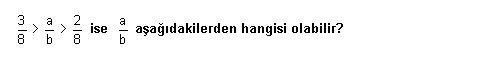 3/8 > a/b > 2/8 ise a/b aşağıdakilerden hangisi olabilir?